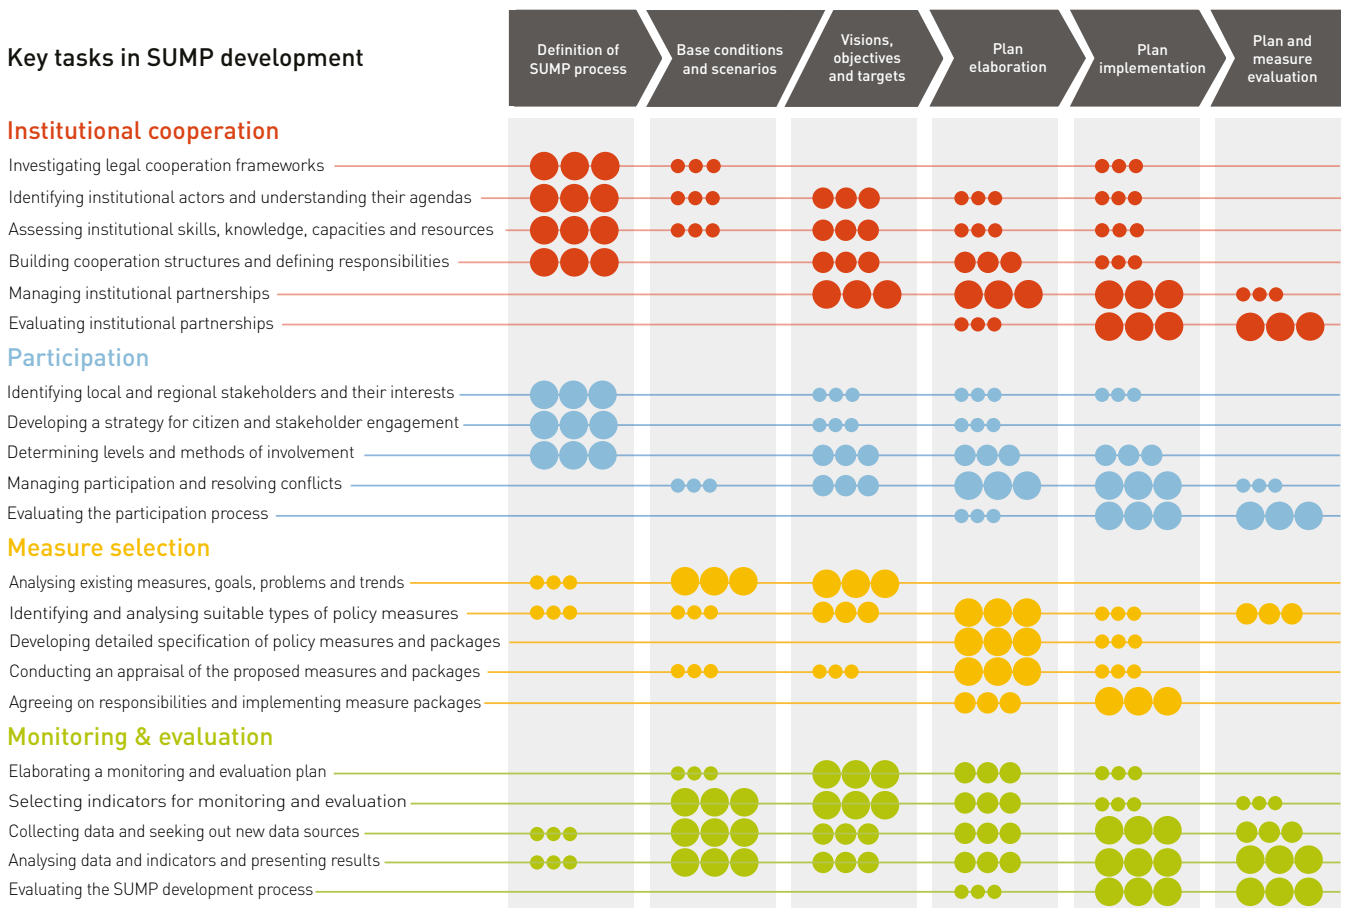 Key tasks in SUMP development
Definition of
SUMP process
Base conditions
and scenarios
Visions,
objectives
and targets
Plan
elaboration
Plan
implementation
Plan and
measure
evaluation
Institutional cooperation
Investigating legal cooperation frameworks
Identifying institutional actors and understanding their agendas
Assessing institutional skills, knowledge, capacities and resources
Building cooperation structures and defining responsibilities
Managing institutional partnerships
Evaluating institutional partnerships
Participation
Identifying local and regional stakeholders and their interests
Developing a strategy for citizen and stakeholder engagement
Determining levels and methods of involvement
Managing participation and resolving conflicts
Evaluating the participation process
Measure selection
Analysing existing measures, goals, problems and trends
Identifying and analysing suitable types of policy measures
Developing detailed specification of policy measures and packages
Conducting an appraisal of the proposed measures and packages
Agreeing on responsibilities and implementing measure packages
Monitoring & evaluation
Elaborating a monitoring and evaluation plan
Selecting indicators for monitoring and evaluation
Collecting data and seeking out new data sources
Analysing data and indicators and presenting results
Evaluating the SUMP development process